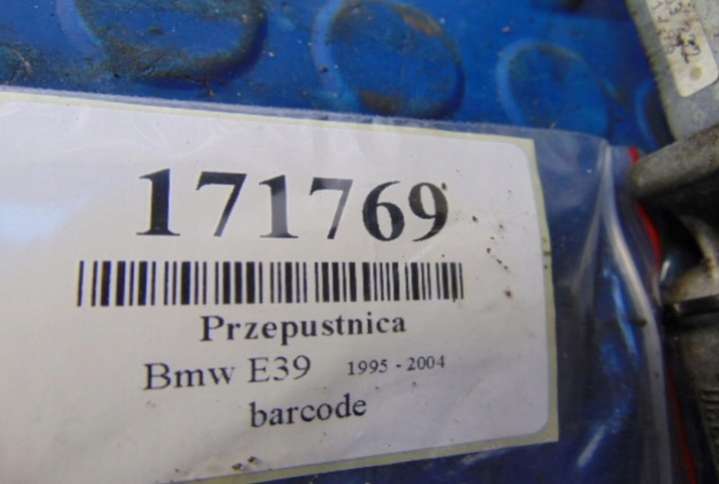 171769
Przepustnica
Bmw E39 1995 - 2004
barcode